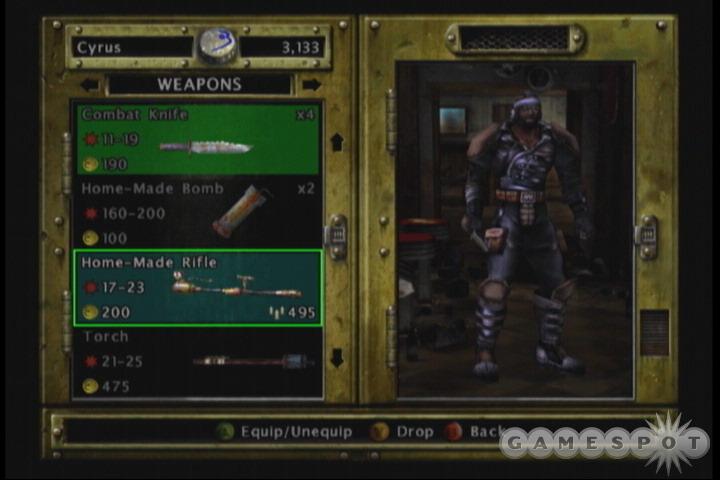 Cyrus 3,133
WEAPONS
Combat Knife x4
11-19
190
Home-Made Bomb x2
160-200
100
Home-Made Rifle
17-23
200 495
Torch
21-25
475
A Equip/Unequip Y Drop B Back
GAMESPOT